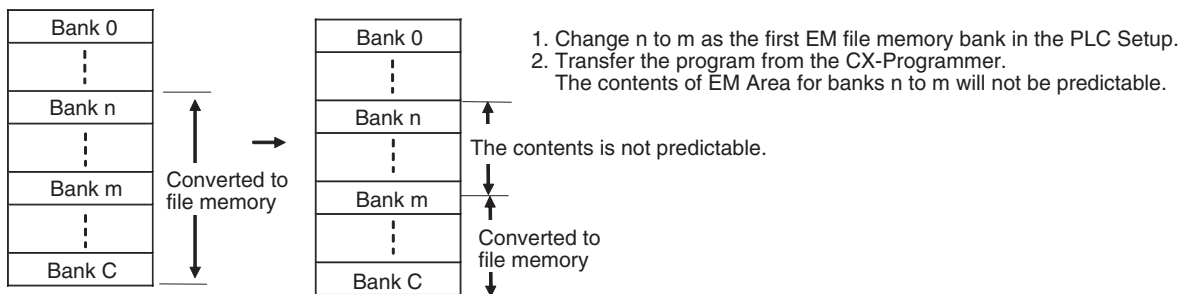 Bank 0
Bank n
Bank m
Bank C
Converted to
file memory
Bank 0
Bank n
Bank m
Bank C
The contents is not predictable.
Converted to
file memory
1. Change n to m as the first EM file memory bank in the PLC Setup.
2. Transfer the program from the CX-Programmer.
The contents of EM Area for banks n to m will not be predictable.